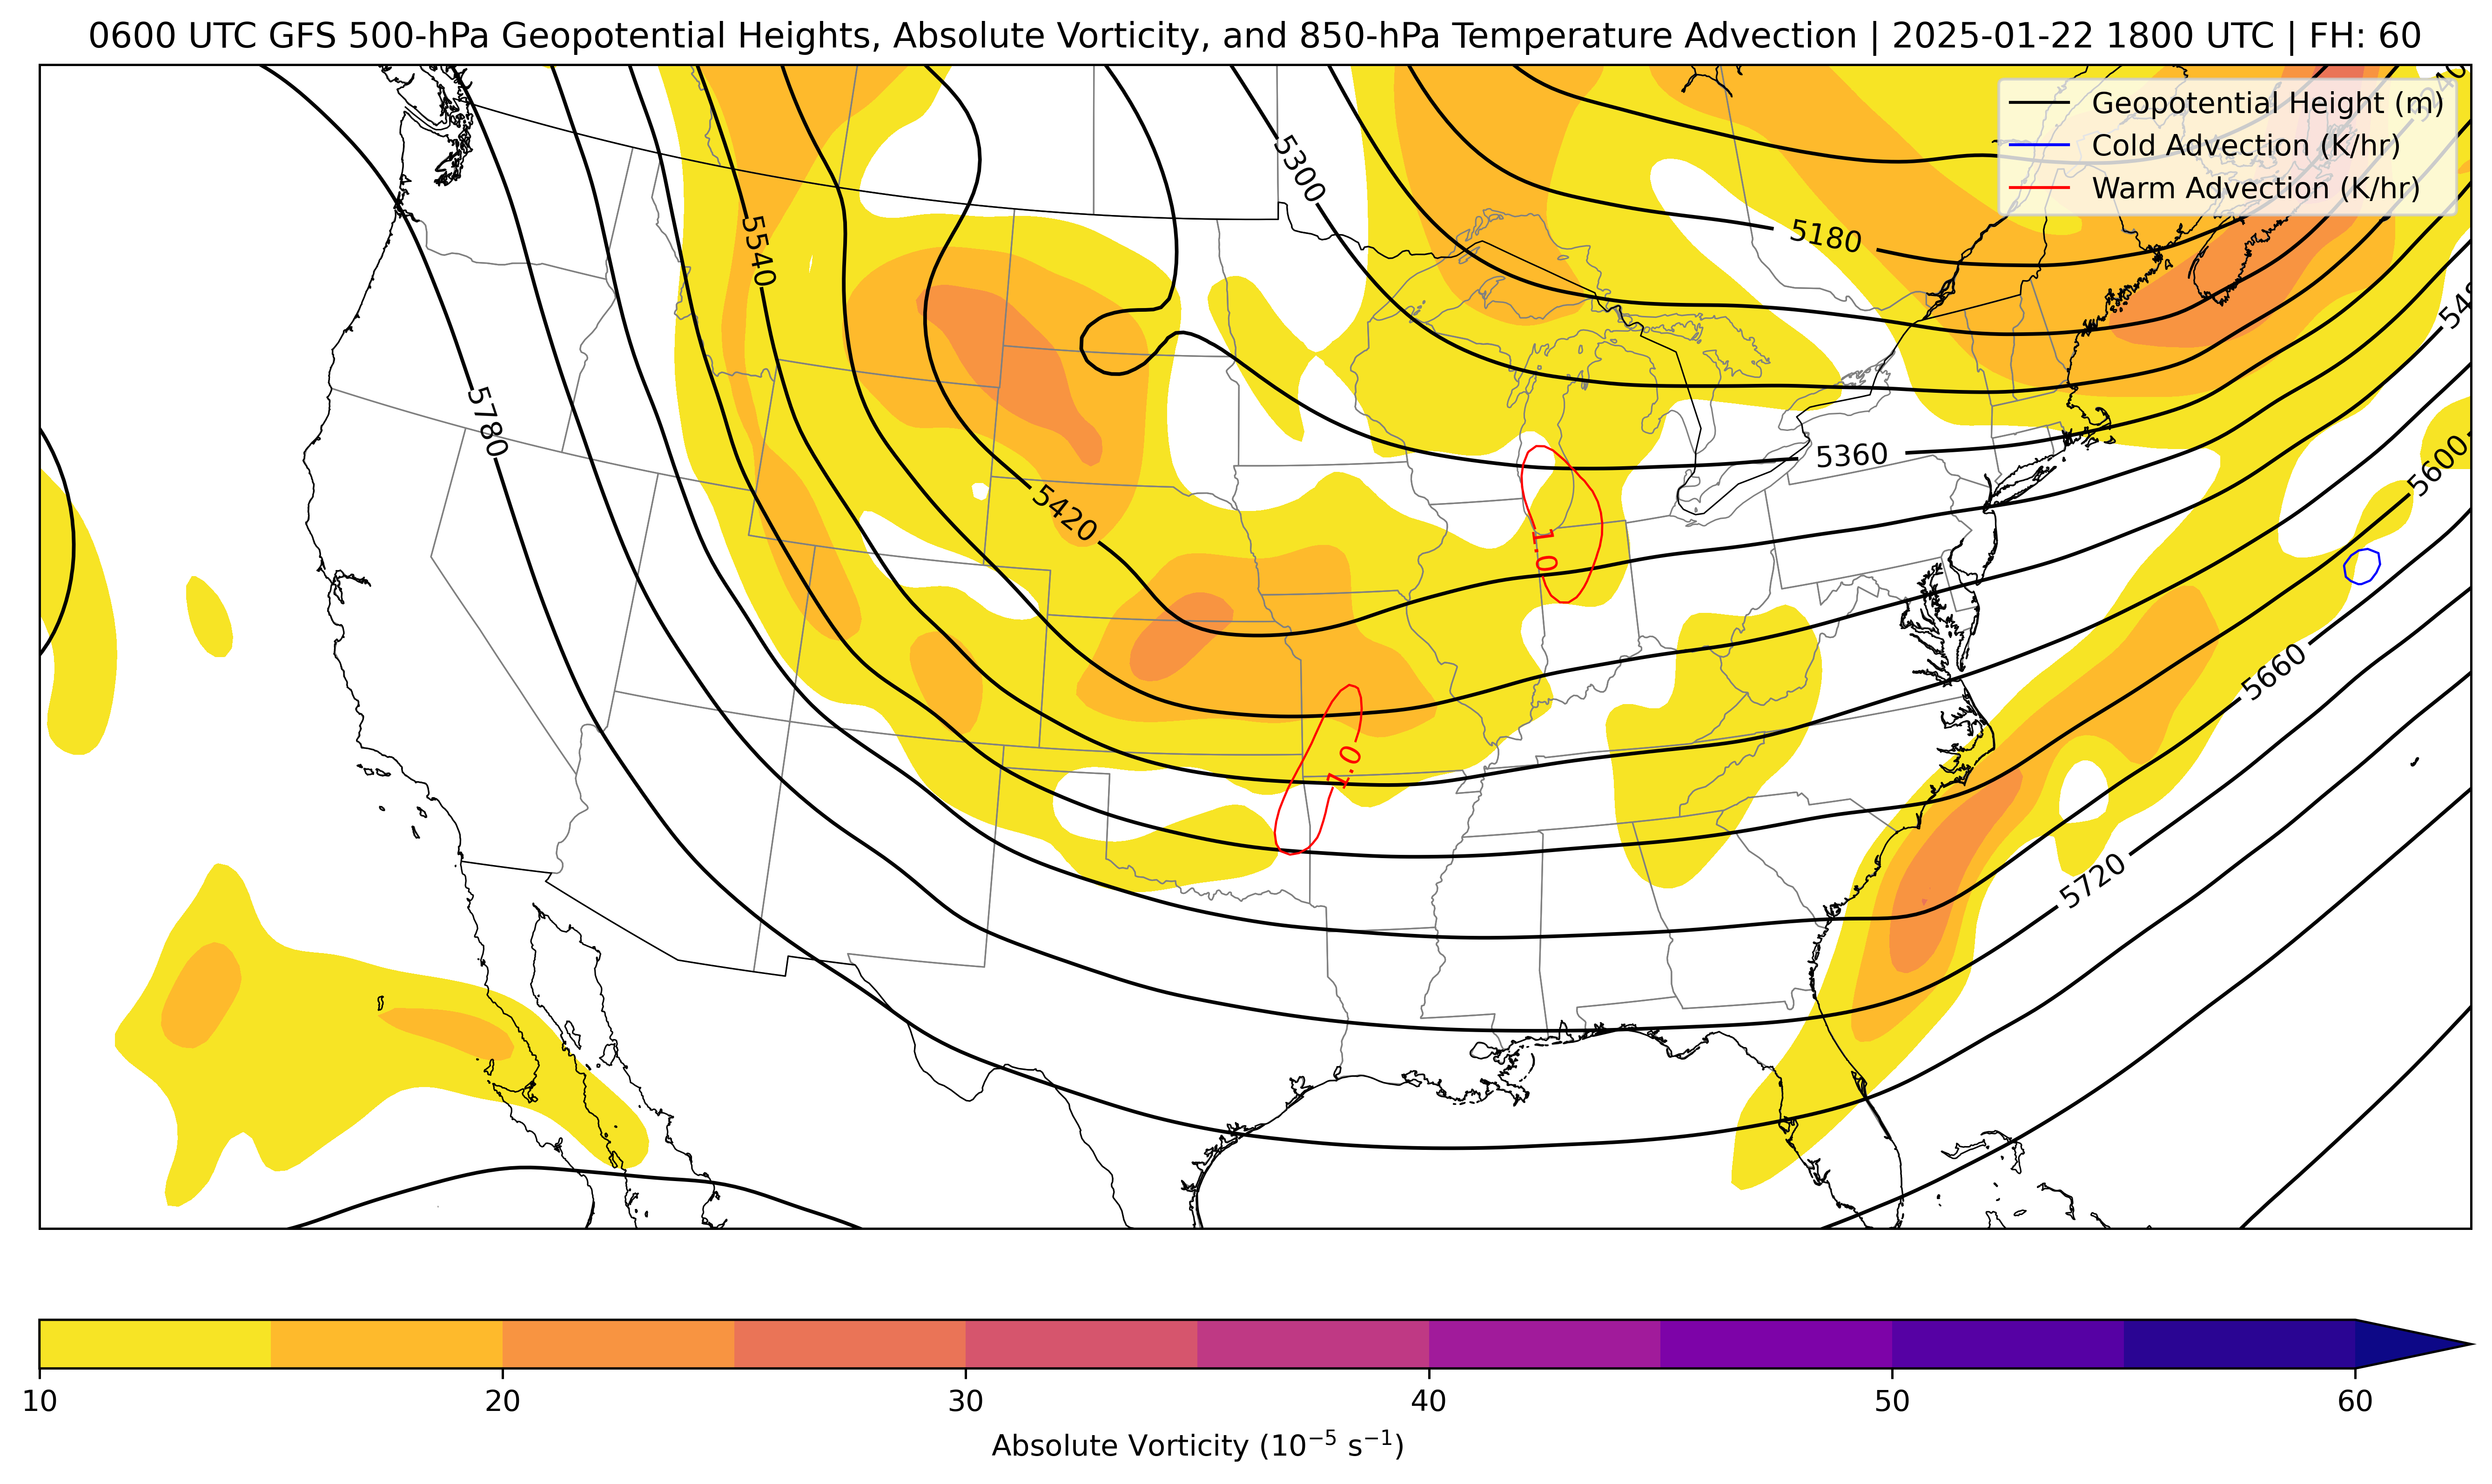 0600 UTC GFS 500-hPa Geopotential Heights, Absolute Vorticity, and 850-hPa Temperature Advection | 2025-01-22 1800 UTC | FH: 60
Geopotential Height (m)
Cold Advection (K/hr)
Warm Advection (K/hr)
5300
5180
5540
5780
5360
5420
5600
1.0
5660
1.0
5720
10 20 30 40 50 60
Absolute Vorticity (10⁻⁵ s⁻¹)